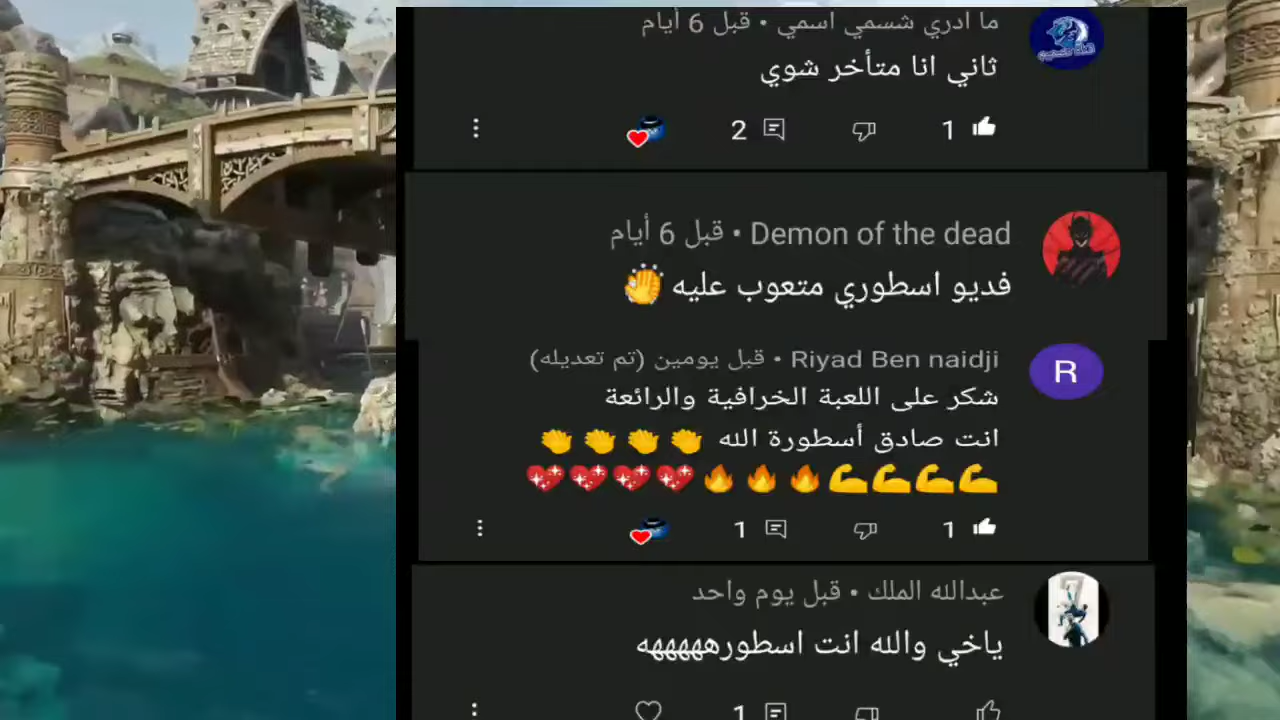 ما ادري شسمي اسمي • قبل 6 أيام
ثاني انا متأخر شوي
2
1
Demon of the dead • قبل 6 أيام
فديو اسطوري متعوب عليه 👏
Riyad Ben naidji • قبل يومين (تم تعديله)
R
شكر على اللعبة الخرافية والرائعة
انت صادق أسطورة الله 👏 👏 👏 👏
💪💪💪💪🔥🔥🔥💖💖💖💖
1
1
عبدالله الملك • قبل يوم واحد
ياخي والله انت اسطورهههههه
1